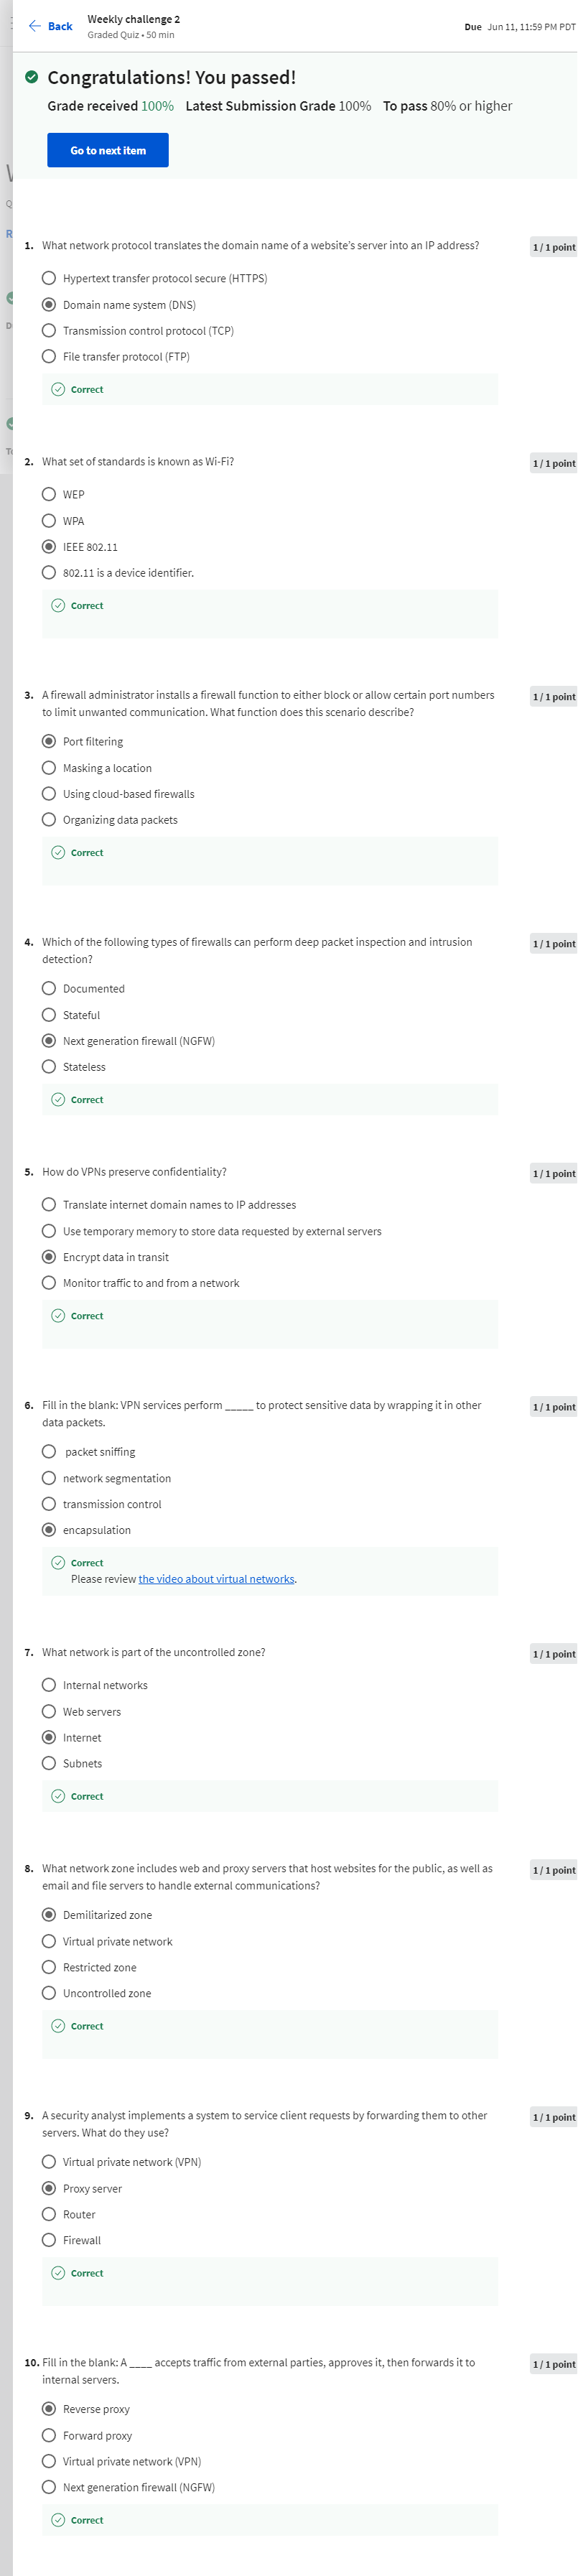 Back
Weekly challenge 2
Graded Quiz • 50 min
Due Jun 11, 11:59 PM PDT
Congratulations! You passed!
Grade received 100% Latest Submission Grade 100% To pass 80% or higher
Go to next item
1. What network protocol translates the domain name of a website’s server into an IP address?
1 / 1 point
Hypertext transfer protocol secure (HTTPS)
Domain name system (DNS)
Transmission control protocol (TCP)
File transfer protocol (FTP)
Correct
2. What set of standards is known as Wi-Fi?
1 / 1 point
WEP
WPA
IEEE 802.11
802.11 is a device identifier.
Correct
3. A firewall administrator installs a firewall function to either block or allow certain port numbers
to limit unwanted communication. What function does this scenario describe?
1 / 1 point
Port filtering
Masking a location
Using cloud-based firewalls
Organizing data packets
Correct
4. Which of the following types of firewalls can perform deep packet inspection and intrusion
detection?
1 / 1 point
Documented
Stateful
Next generation firewall (NGFW)
Stateless
Correct
5. How do VPNs preserve confidentiality?
1 / 1 point
Translate internet domain names to IP addresses
Use temporary memory to store data requested by external servers
Encrypt data in transit
Monitor traffic to and from a network
Correct
6. Fill in the blank: VPN services perform _____ to protect sensitive data by wrapping it in other
data packets.
1 / 1 point
packet sniffing
network segmentation
transmission control
encapsulation
Correct
Please review the video about virtual networks.
7. What network is part of the uncontrolled zone?
1 / 1 point
Internal networks
Web servers
Internet
Subnets
Correct
8. What network zone includes web and proxy servers that host websites for the public, as well as
email and file servers to handle external communications?
1 / 1 point
Demilitarized zone
Virtual private network
Restricted zone
Uncontrolled zone
Correct
9. A security analyst implements a system to service client requests by forwarding them to other
servers. What do they use?
1 / 1 point
Virtual private network (VPN)
Proxy server
Router
Firewall
Correct
10. Fill in the blank: A ____ accepts traffic from external parties, approves it, then forwards it to
internal servers.
1 / 1 point
Reverse proxy
Forward proxy
Virtual private network (VPN)
Next generation firewall (NGFW)
Correct